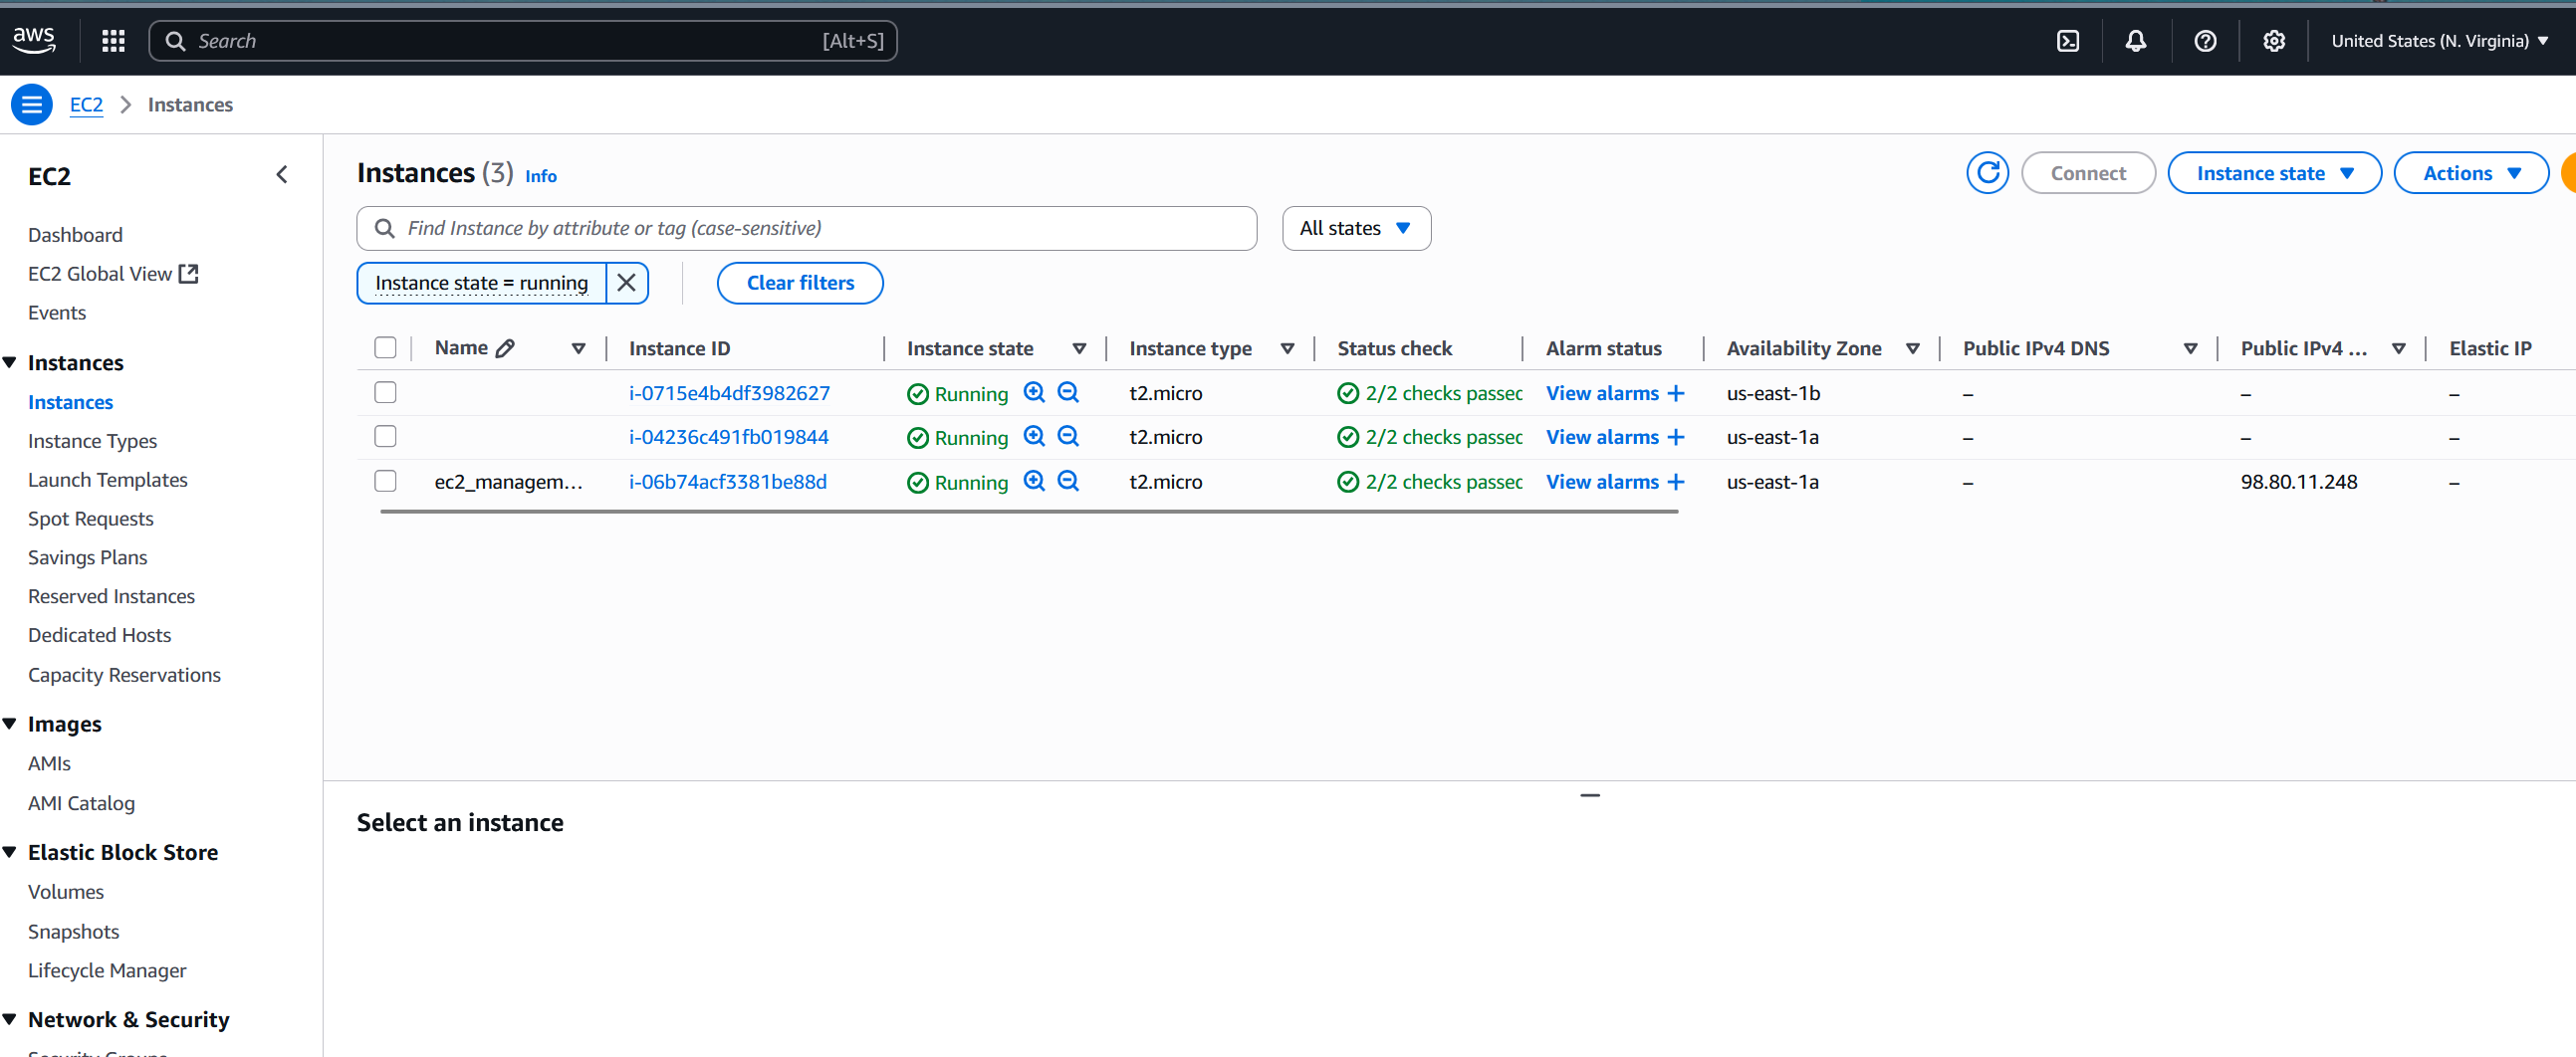 aws
Search [Alt+S]
United States (N. Virginia)
EC2 Instances
EC2
Dashboard
EC2 Global View
Events
Instances
Instances
Instance Types
Launch Templates
Spot Requests
Savings Plans
Reserved Instances
Dedicated Hosts
Capacity Reservations
Images
AMIs
AMI Catalog
Elastic Block Store
Volumes
Snapshots
Lifecycle Manager
Network & Security
Instances (3) Info
Connect
Instance state
Actions
Find Instance by attribute or tag (case-sensitive)
All states
Instance state = running
Clear filters
Name Instance ID Instance state Instance type Status check Alarm status Availability Zone Public IPv4 DNS Public IPv4 ... Elastic IP
i-0715e4b4df3982627 Running t2.micro 2/2 checks passec View alarms + us-east-1b – – –
i-04236c491fb019844 Running t2.micro 2/2 checks passec View alarms + us-east-1a – – –
ec2_managem... i-06b74acf3381be88d Running t2.micro 2/2 checks passec View alarms + us-east-1a – 98.80.11.248 –
Select an instance